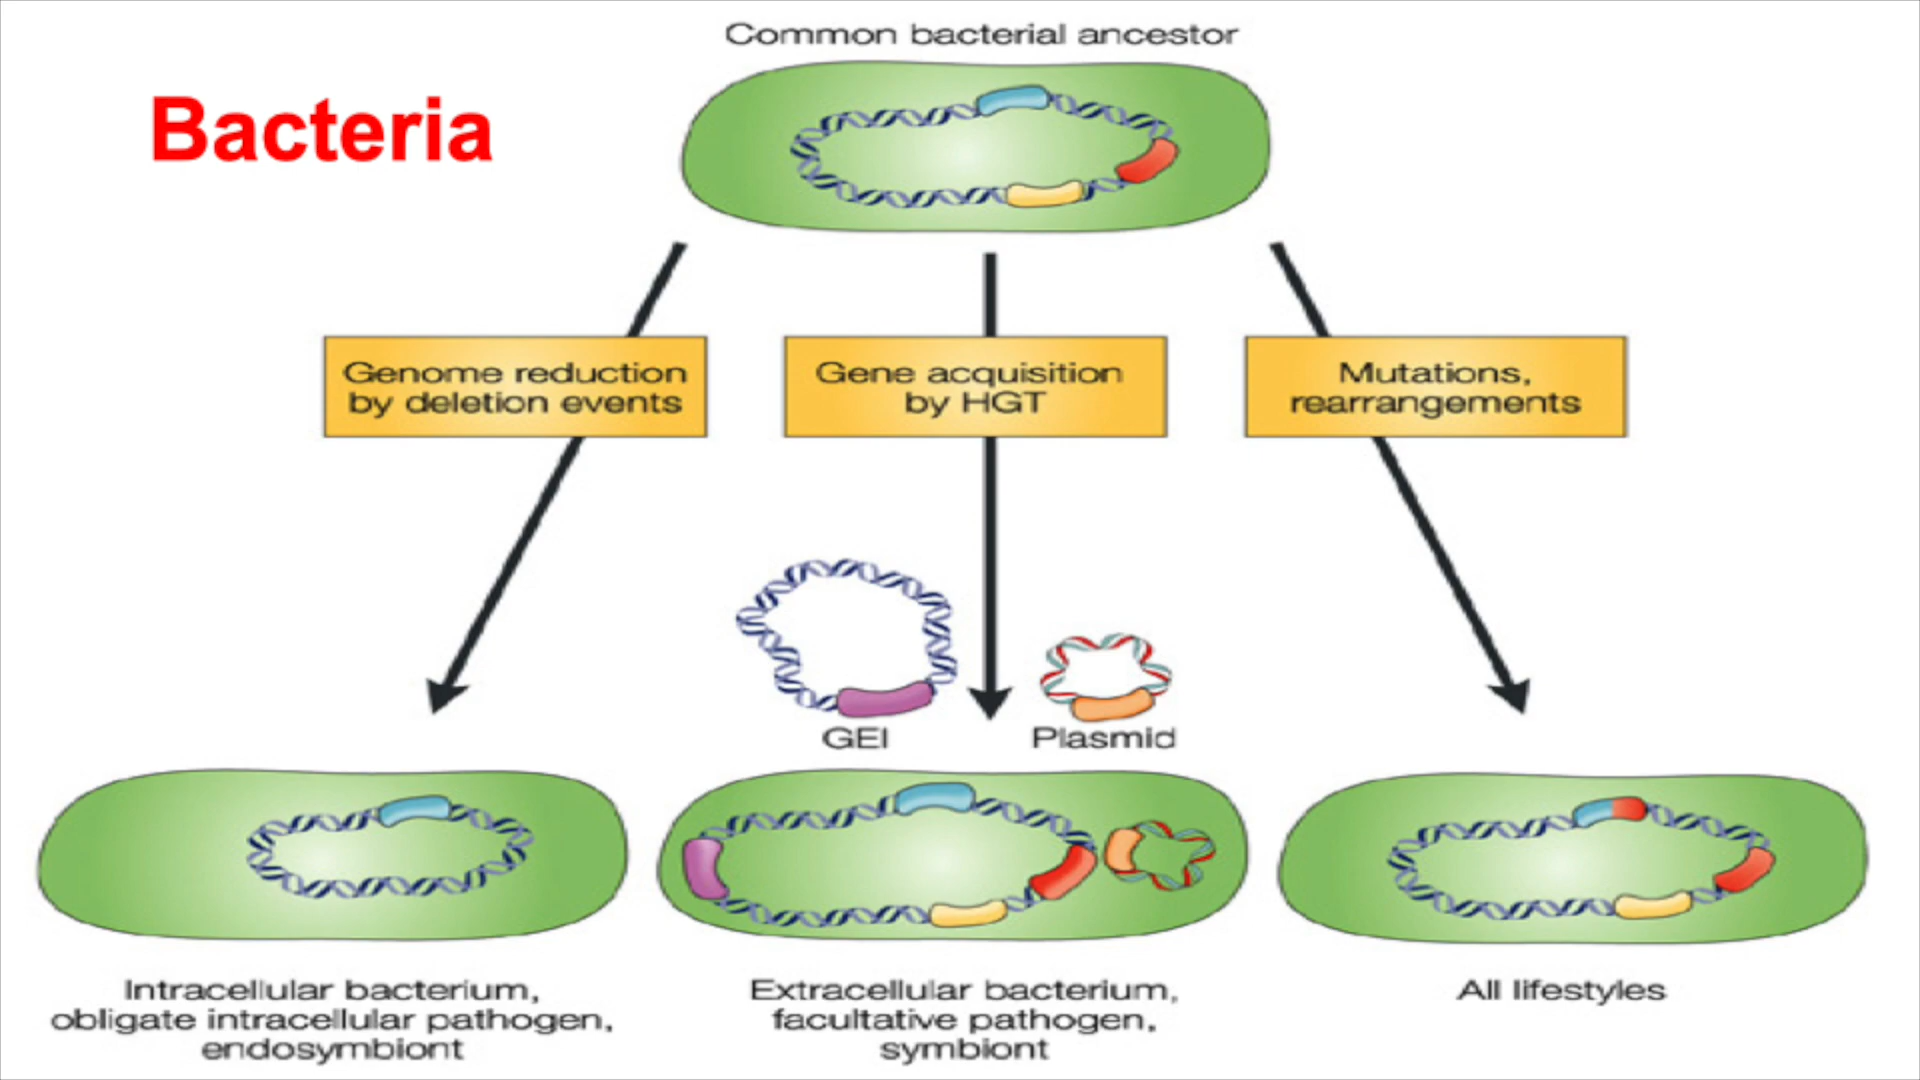 Common bacterial ancestor
Bacteria
Genome reduction
by deletion events
Gene acquisition
by HGT
Mutations,
rearrangements
GEI
Plasmid
Intracellular bacterium,
obligate intracellular pathogen,
endosymbiont
Extracellular bacterium,
facultative pathogen,
symbiont
All lifestyles